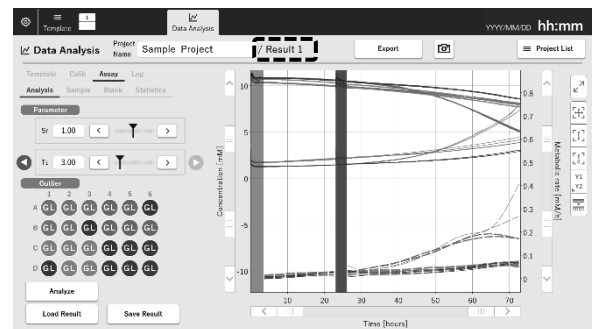 Template
1
Data Analysis
YYYY/MM/DD hh:mm
Data Analysis
Project Name
Sample Project
/ Result 1
Export
Project List
Template Calib Assay Log
Analysis Sample Blank Statistics
Parameter
Sr 1.00 < >
TL 3.00 < >
Outlier
1 2 3 4 5 6
A GL GL GL GL GL GL
B GL GL GL GL GL GL
C GL GL GL GL GL GL
D GL GL GL GL GL GL
Analyze
Load Result
Save Result
Concentration [mM]
10
5
0
-5
-10
0.8
0.7
0.6
0.5
0.4
0.3
0.2
0.1
0
Metabolic rate [mM/h]
10 20 30 40 50 60 70
Time [hours]
Y1
Y2